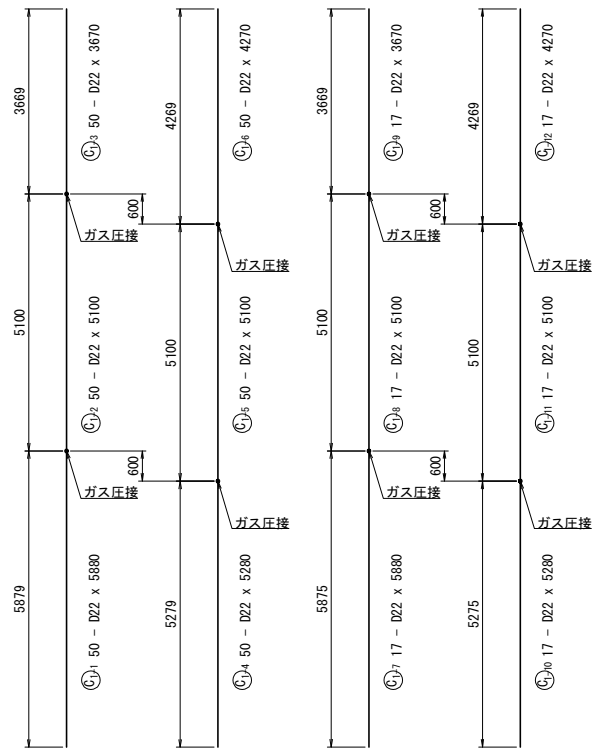 3669
C1-3 50 - D22 x 3670
4269
C1-6 50 - D22 x 4270
3669
C1-9 17 - D22 x 3670
4269
C1-12 17 - D22 x 4270
600
ガス圧接
ガス圧接
600
ガス圧接
ガス圧接
5100
C1-2 50 - D22 x 5100
5100
C1-5 50 - D22 x 5100
5100
C1-8 17 - D22 x 5100
5100
C1-11 17 - D22 x 5100
600
ガス圧接
ガス圧接
600
ガス圧接
ガス圧接
5879
C1-1 50 - D22 x 5880
5279
C1-4 50 - D22 x 5280
5875
C1-7 17 - D22 x 5880
5275
C1-10 17 - D22 x 5280